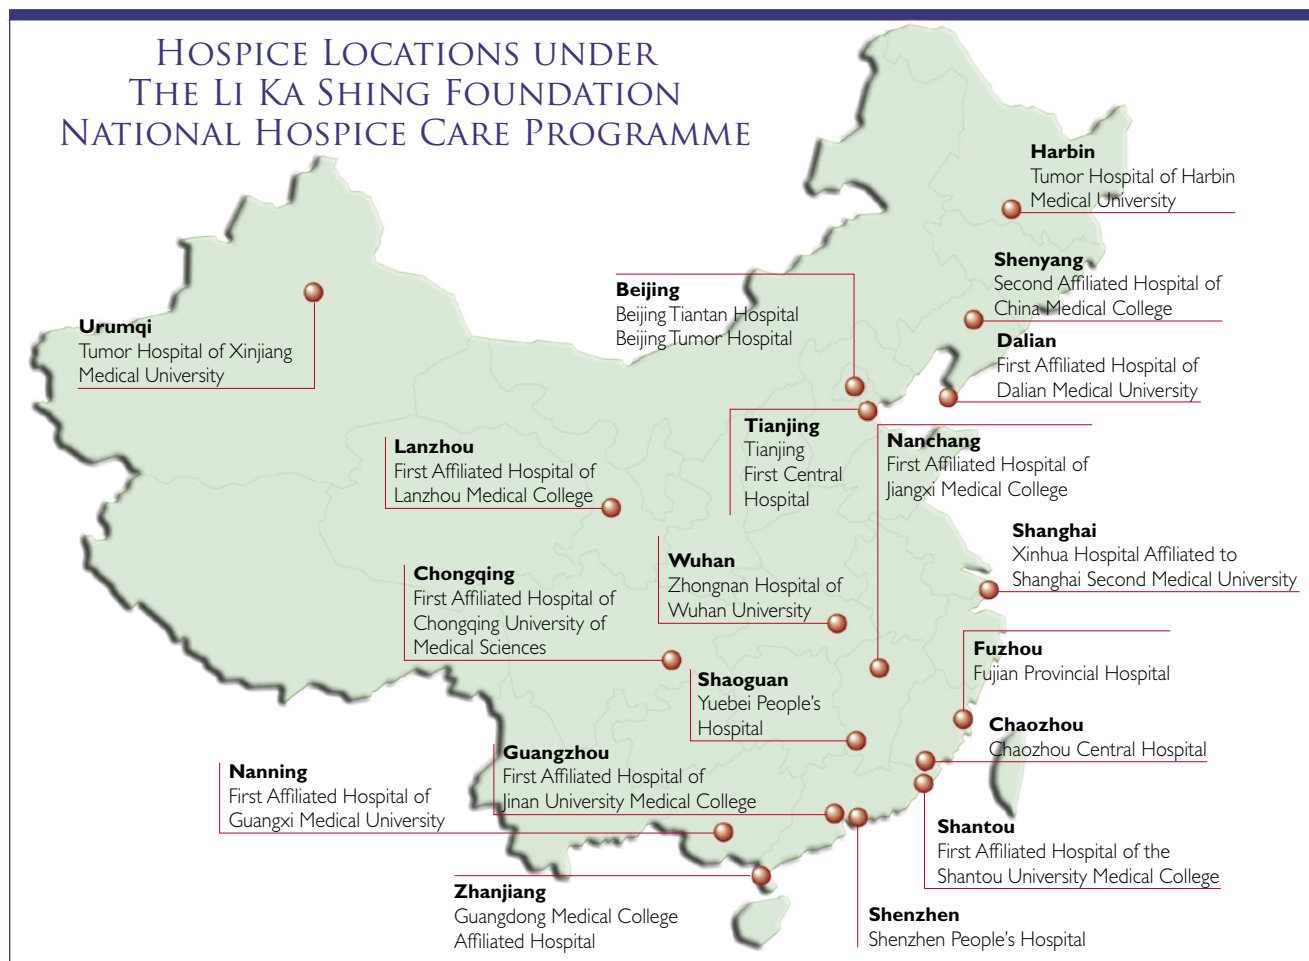 Hospice Locations under
The Li Ka Shing Foundation
National Hospice Care Programme
Harbin
Tumor Hospital of Harbin
Medical University
Shenyang
Second Affiliated Hospital of
China Medical College
Beijing
Beijing Tiantan Hospital
Beijing Tumor Hospital
Urumqi
Tumor Hospital of Xinjiang
Medical University
Dalian
First Affiliated Hospital of
Dalian Medical University
Tianjing
Tianjing
First Central
Hospital
Nanchang
First Affiliated Hospital of
Jiangxi Medical College
Lanzhou
First Affiliated Hospital of
Lanzhou Medical College
Shanghai
Xinhua Hospital Affiliated to
Shanghai Second Medical University
Wuhan
Zhongnan Hospital of
Wuhan University
Chongqing
First Affiliated Hospital of
Chongqing University of
Medical Sciences
Fuzhou
Fujian Provincial Hospital
Shaoguan
Yuebei People's
Hospital
Chaozhou
Chaozhou Central Hospital
Guangzhou
First Affiliated Hospital of
Jinan University Medical College
Nanning
First Affiliated Hospital of
Guangxi Medical University
Shantou
First Affiliated Hospital of the
Shantou University Medical College
Zhanjiang
Guangdong Medical College
Affiliated Hospital
Shenzhen
Shenzhen People's Hospital